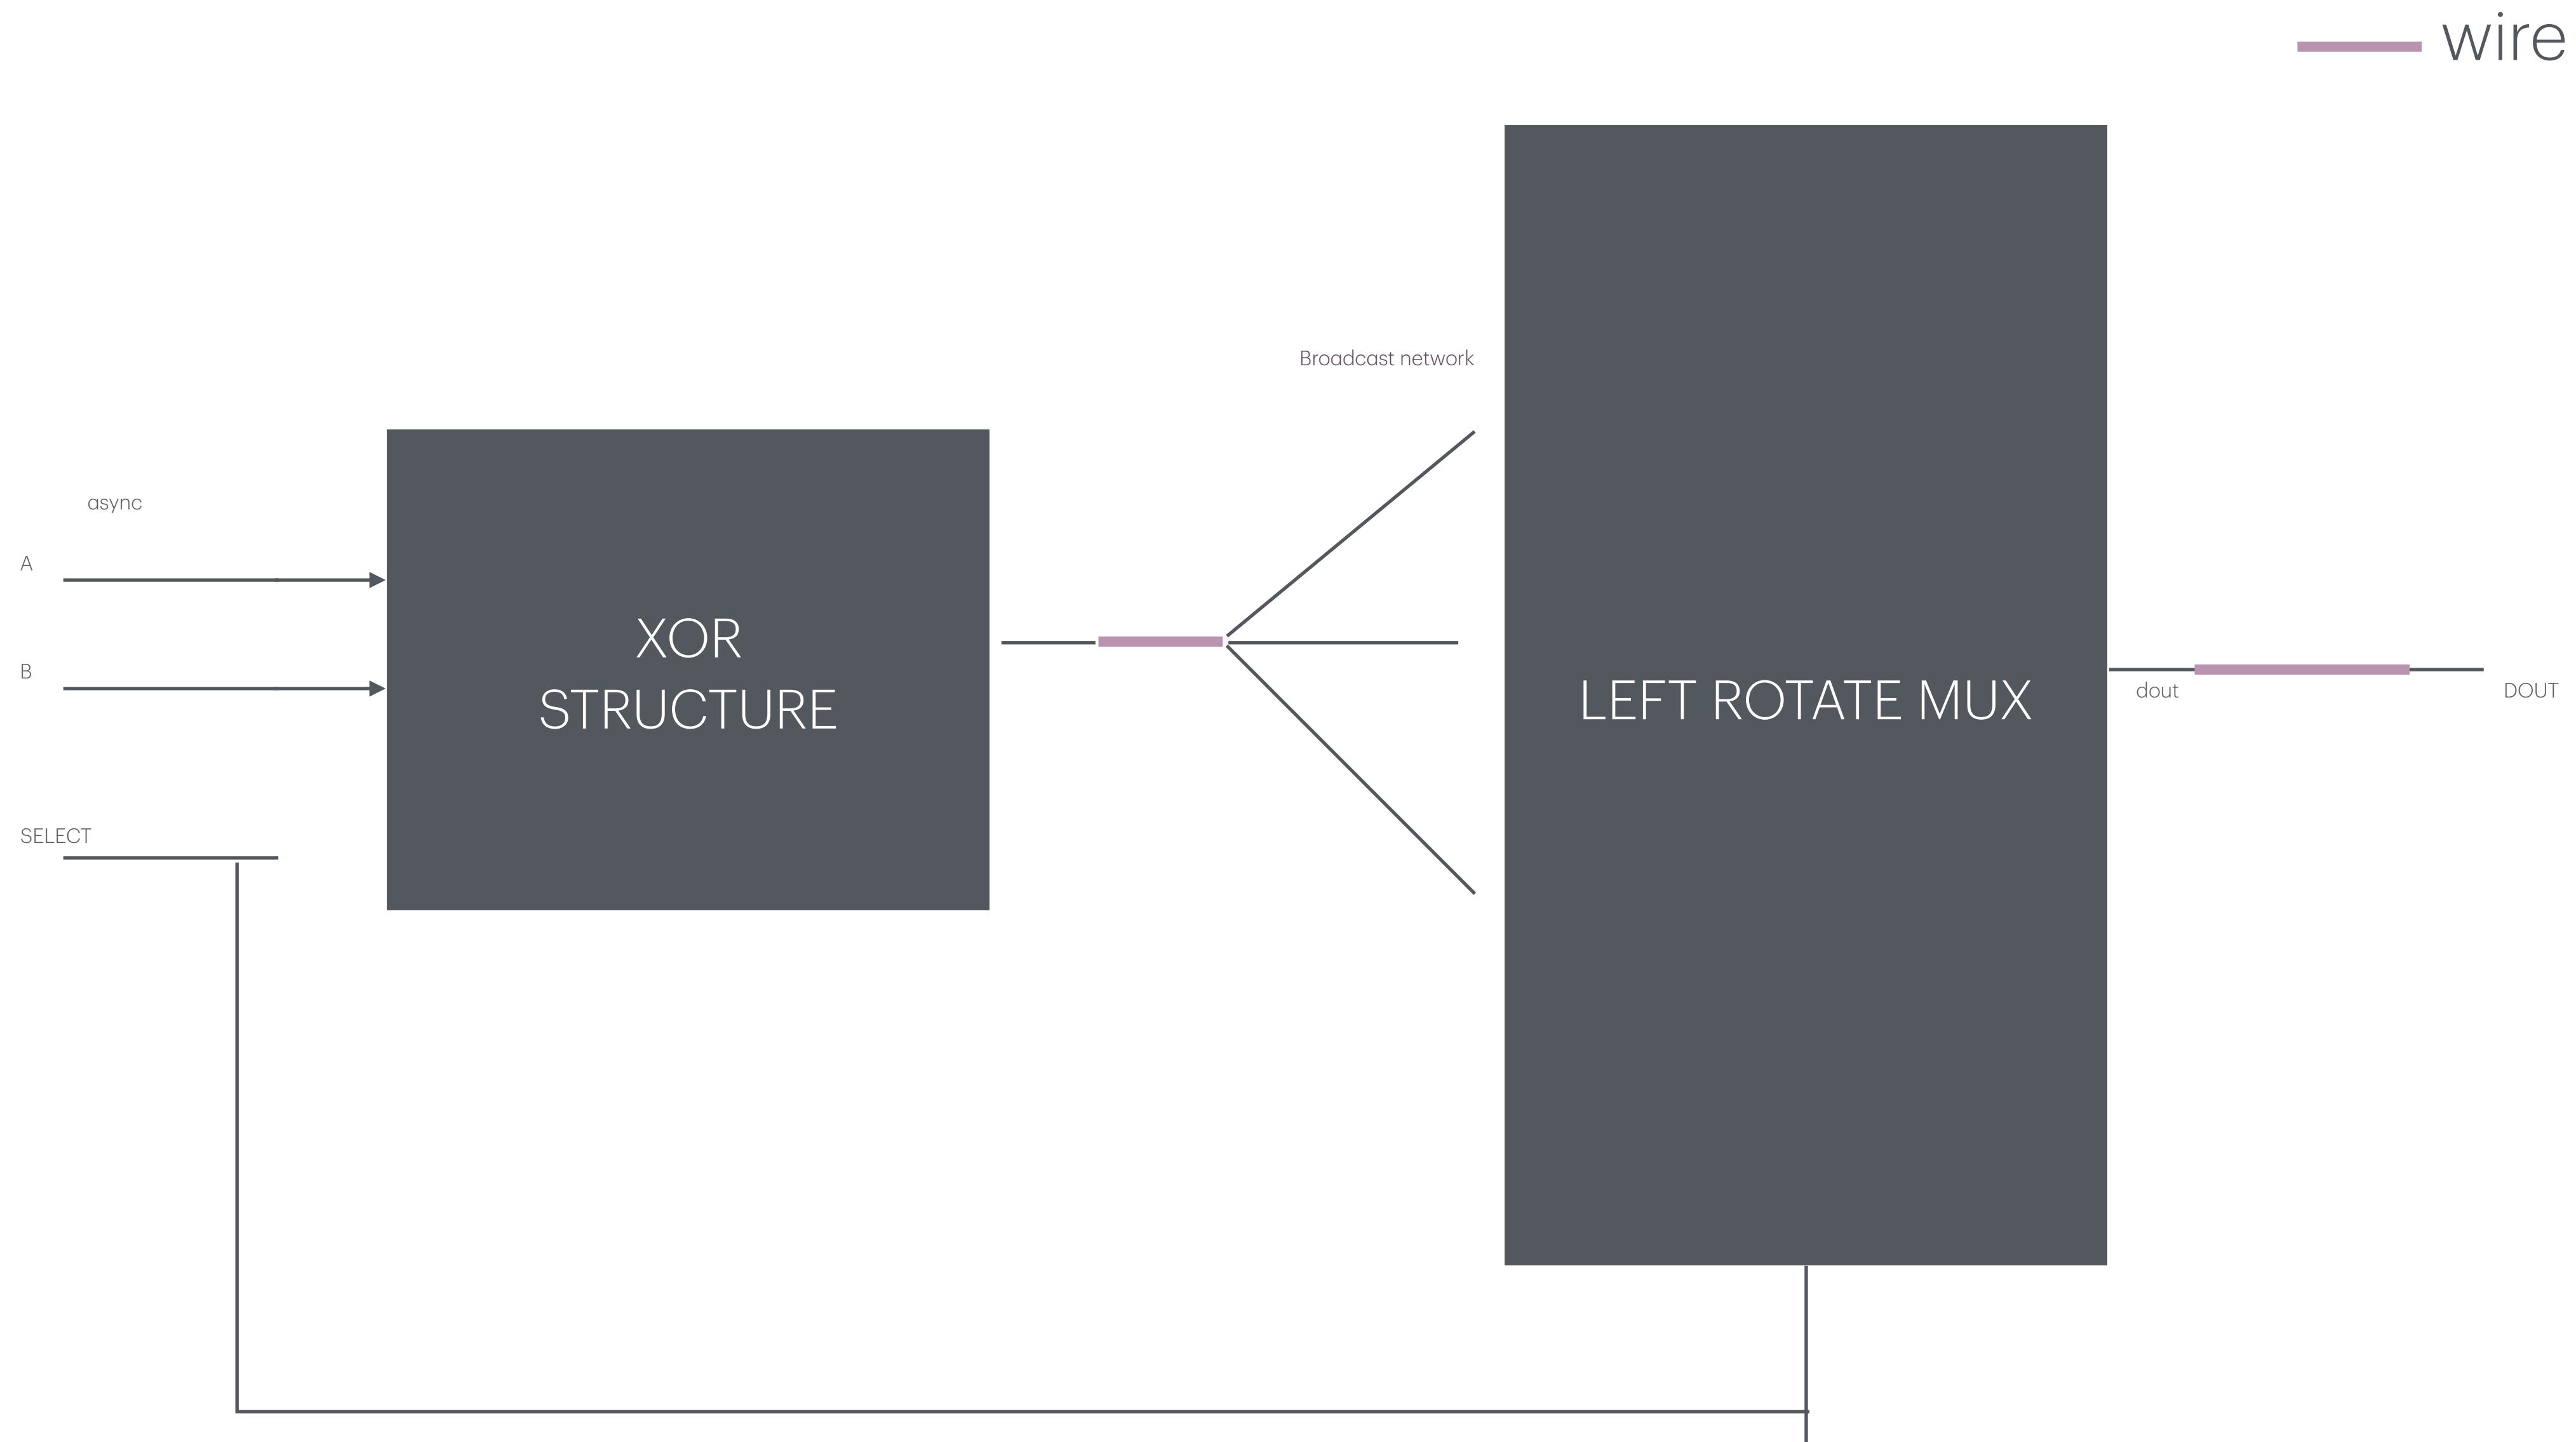 wire
Broadcast network
async
A
XOR
STRUCTURE
B
LEFT ROTATE MUX
dout
DOUT
SELECT